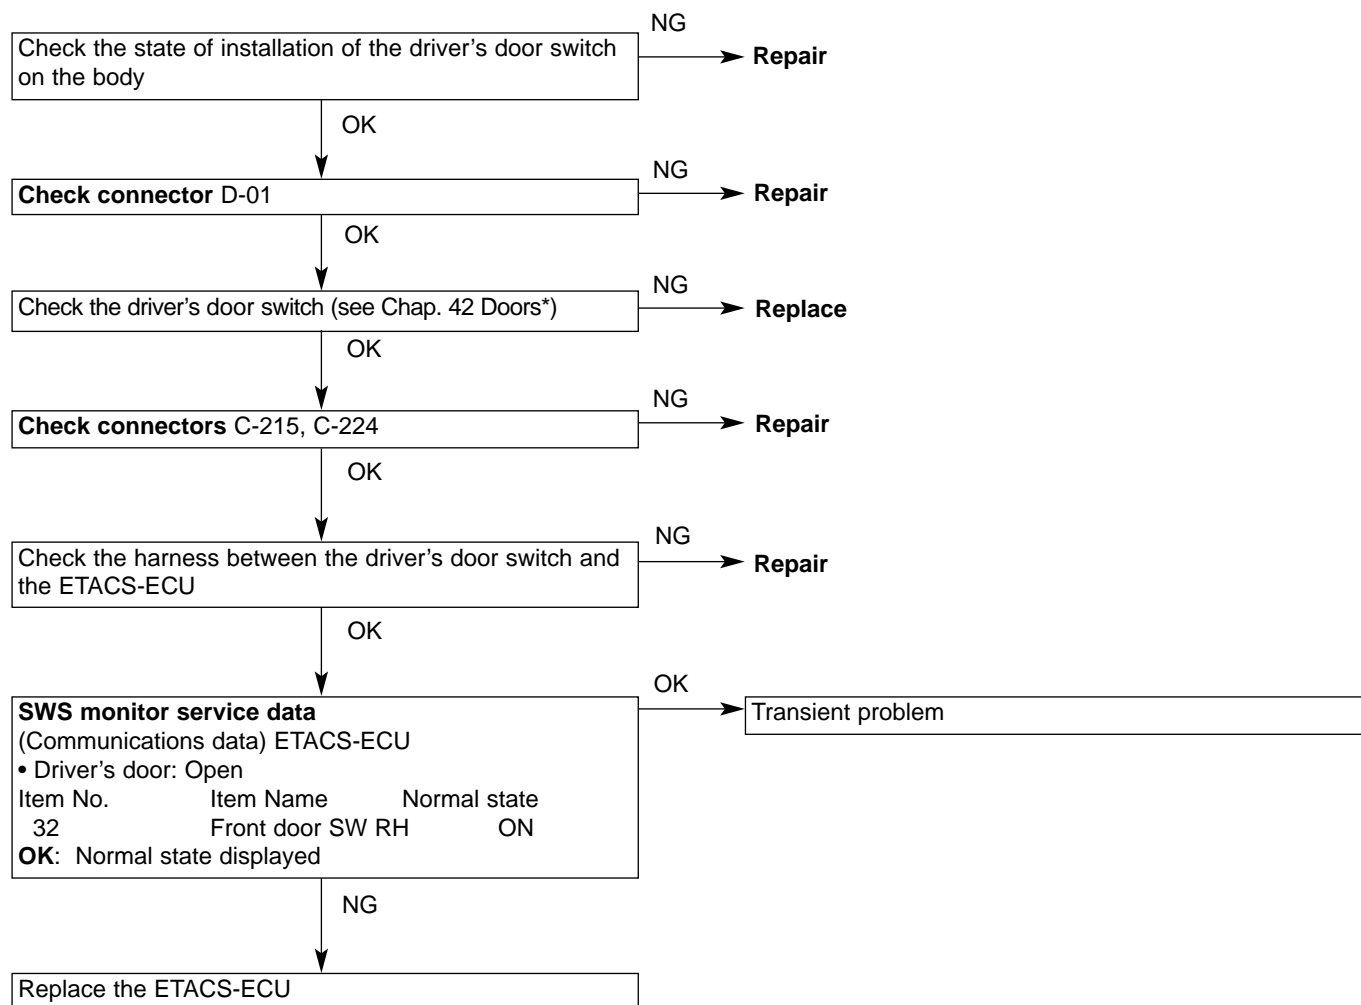 NG
Check the state of installation of the driver's door switch
on the body
Repair
OK
NG
Check connector D-01
Repair
OK
NG
Check the driver's door switch (see Chap. 42 Doors*)
Replace
OK
NG
Check connectors C-215, C-224
Repair
OK
NG
Check the harness between the driver's door switch and
the ETACS-ECU
Repair
OK
OK
SWS monitor service data
(Communications data) ETACS-ECU
• Driver's door: Open
Item No. Item Name Normal state
32 Front door SW RH ON
OK: Normal state displayed
Transient problem
NG
Replace the ETACS-ECU